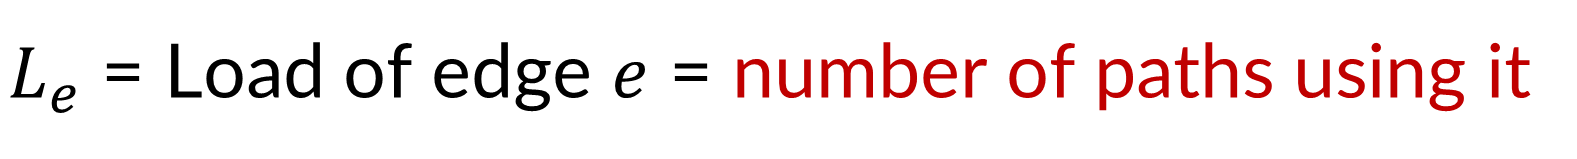 L_e = Load of edge e = number of paths using it